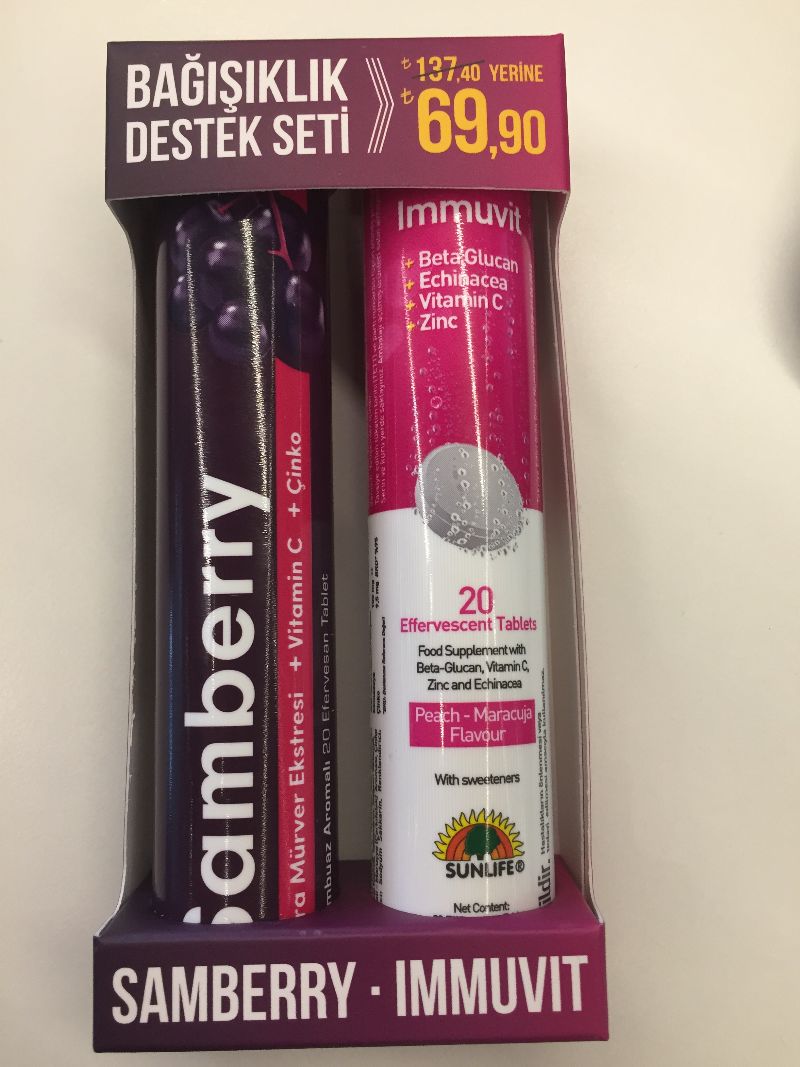 BAĞIŞIKLIK
DESTEK SETİ
₺137,40 YERİNE
₺69,90
Samberry
ra Mürver Ekstresi + Vitamin C + Çinko
mbuaz Aromalı 20 Efervesan Tablet
Immuvit
+ Beta Glucan
+ Echinacea
+ Vitamin C
+ Zinc
20
Effervescent Tablets
Food Supplement with
Beta-Glucan, Vitamin C,
Zinc and Echinacea
Peach - Maracuja
Flavour
With sweeteners
SUNLIFE®
Net Content:
ildir.
SAMBERRY · IMMUVIT